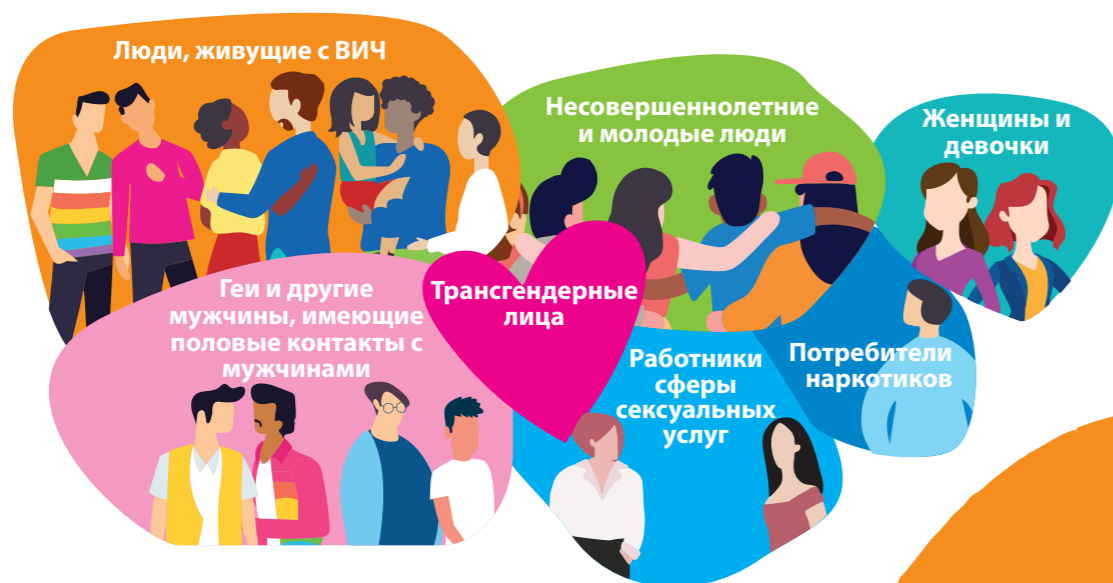 Люди, живущие с ВИЧ
Несовершеннолетние
и молодые люди
Женщины и
девочки
Геи и другие
мужчины, имеющие
половые контакты с
мужчинами
Трансгендерные
лица
Работники
сферы
сексуальных
услуг
Потребители
наркотиков